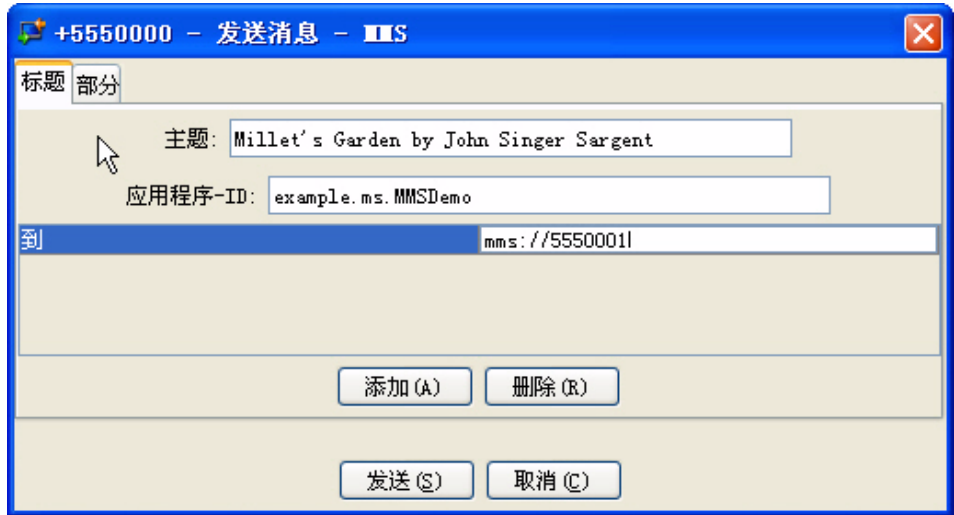 +5550000 - 发送消息 - MMS
标题 部分
主题: Millet's Garden by John Singer Sargent
应用程序-ID: example.ms.MMSDemo
到 mms://5550001
添加(A) 删除(R)
发送(S) 取消(C)